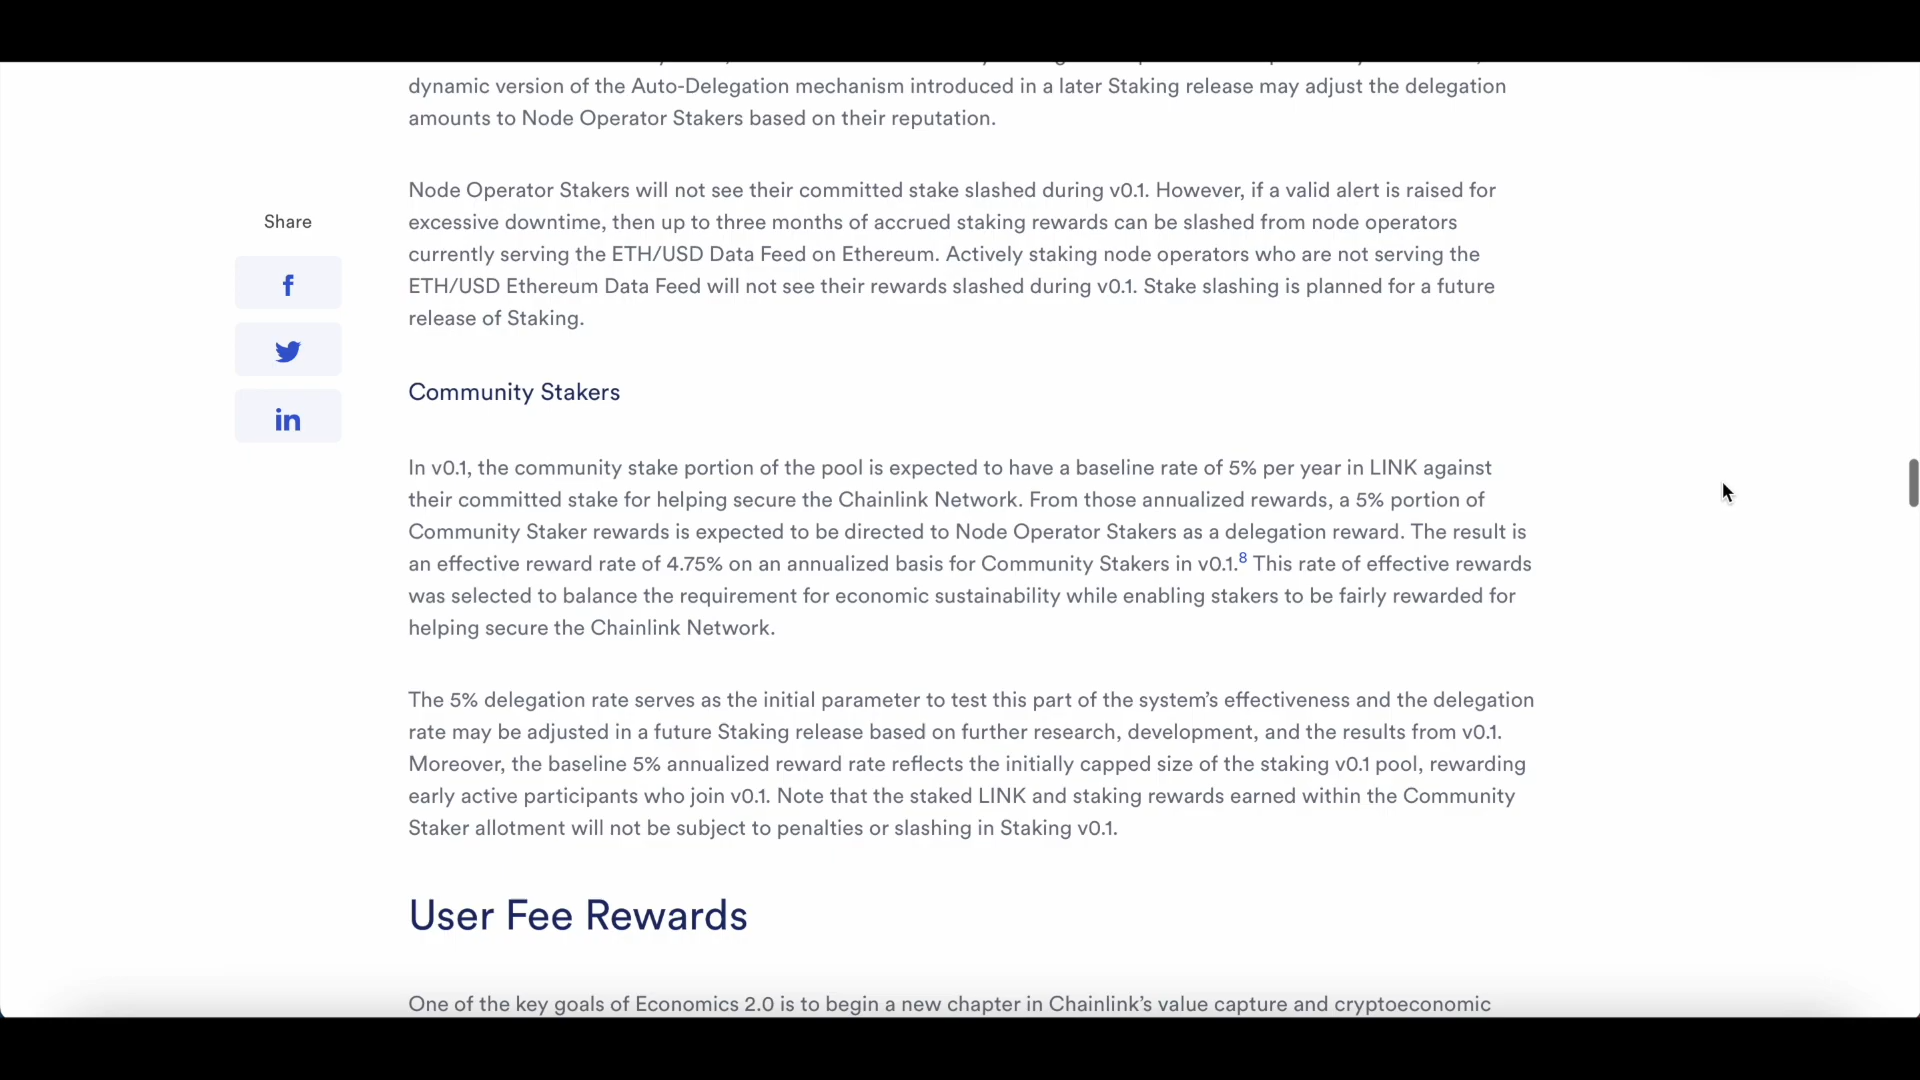 dynamic version of the Auto-Delegation mechanism introduced in a later Staking release may adjust the delegation
amounts to Node Operator Stakers based on their reputation.
Node Operator Stakers will not see their committed stake slashed during v0.1. However, if a valid alert is raised for
excessive downtime, then up to three months of accrued staking rewards can be slashed from node operators
currently serving the ETH/USD Data Feed on Ethereum. Actively staking node operators who are not serving the
ETH/USD Ethereum Data Feed will not see their rewards slashed during v0.1. Stake slashing is planned for a future
release of Staking.
Share
f
in
Community Stakers
In v0.1, the community stake portion of the pool is expected to have a baseline rate of 5% per year in LINK against
their committed stake for helping secure the Chainlink Network. From those annualized rewards, a 5% portion of
Community Staker rewards is expected to be directed to Node Operator Stakers as a delegation reward. The result is
an effective reward rate of 4.75% on an annualized basis for Community Stakers in v0.1.8 This rate of effective rewards
was selected to balance the requirement for economic sustainability while enabling stakers to be fairly rewarded for
helping secure the Chainlink Network.
The 5% delegation rate serves as the initial parameter to test this part of the system’s effectiveness and the delegation
rate may be adjusted in a future Staking release based on further research, development, and the results from v0.1.
Moreover, the baseline 5% annualized reward rate reflects the initially capped size of the staking v0.1 pool, rewarding
early active participants who join v0.1. Note that the staked LINK and staking rewards earned within the Community
Staker allotment will not be subject to penalties or slashing in Staking v0.1.
User Fee Rewards
One of the key goals of Economics 2.0 is to begin a new chapter in Chainlink’s value capture and cryptoeconomic